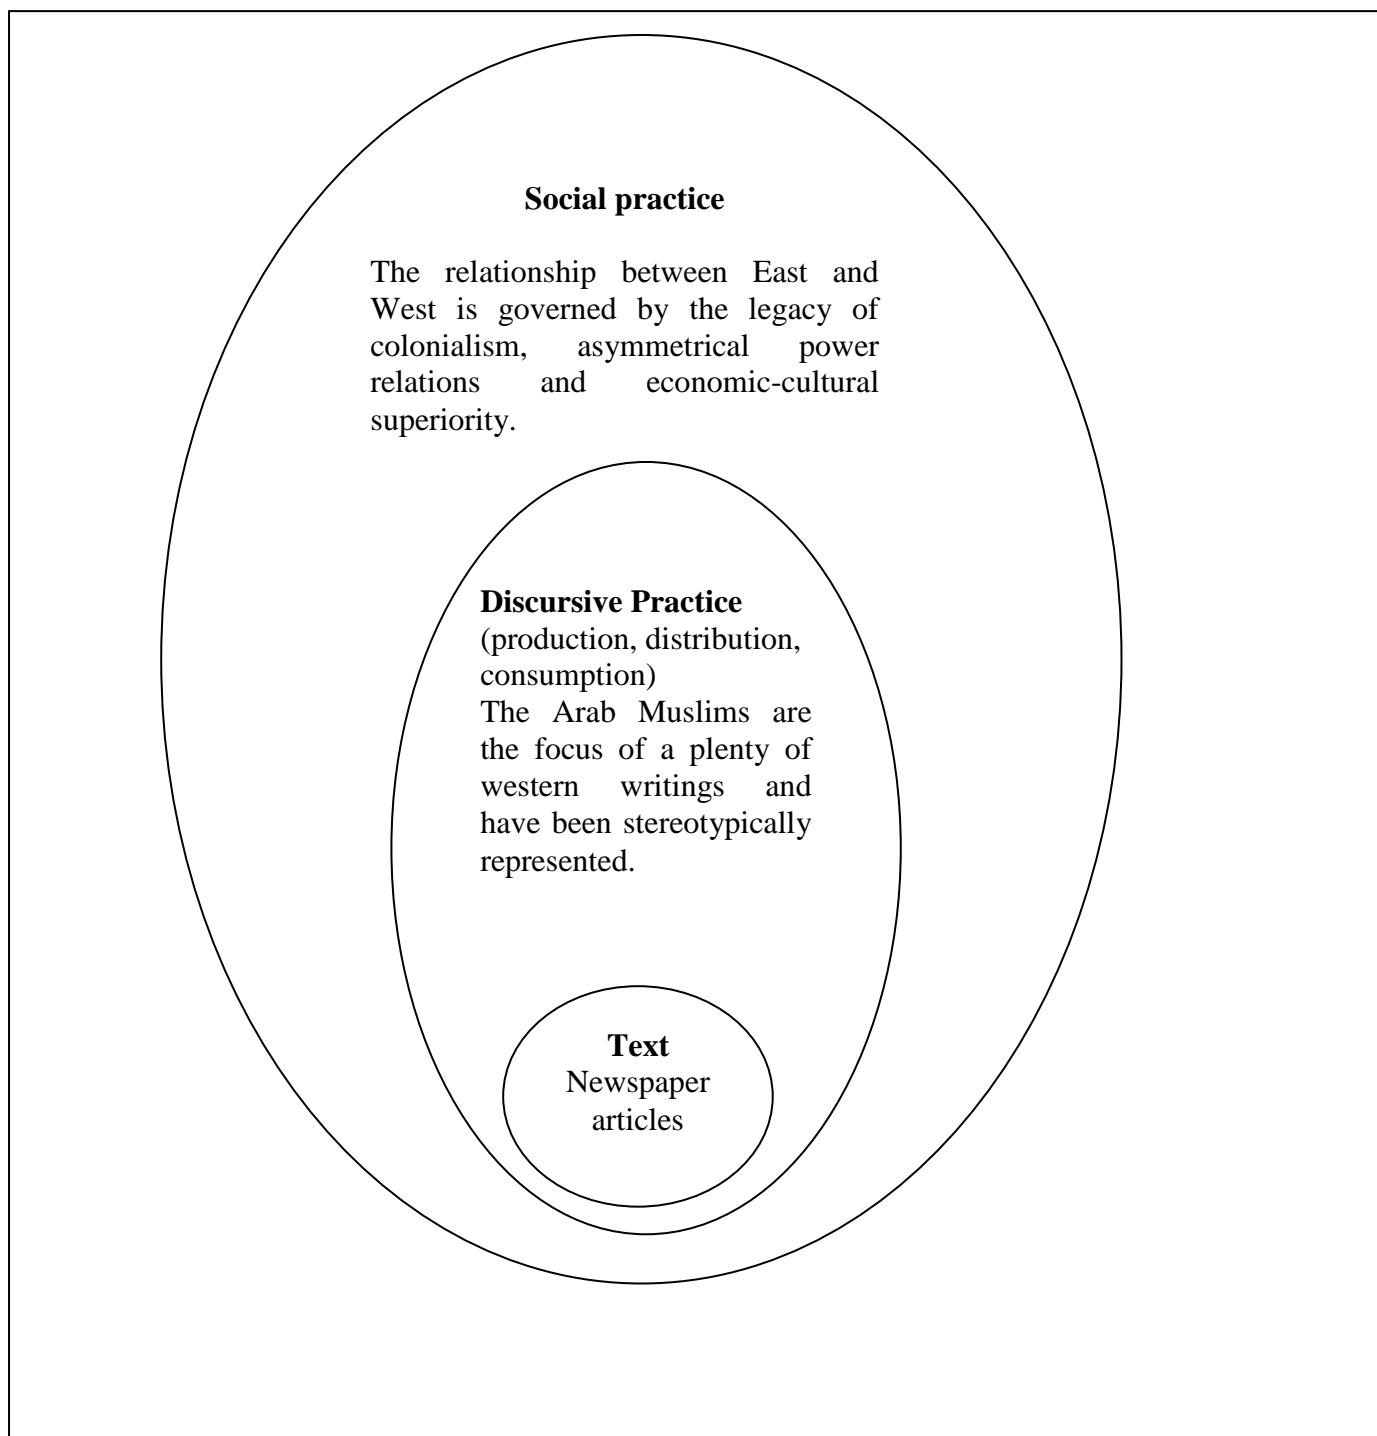 Social practice
The relationship between East and
West is governed by the legacy of
colonialism, asymmetrical power
relations and economic-cultural
superiority.
Discursive Practice
(production, distribution,
consumption)
The Arab Muslims are
the focus of a plenty of
western writings and
have been stereotypically
represented.
Text
Newspaper
articles